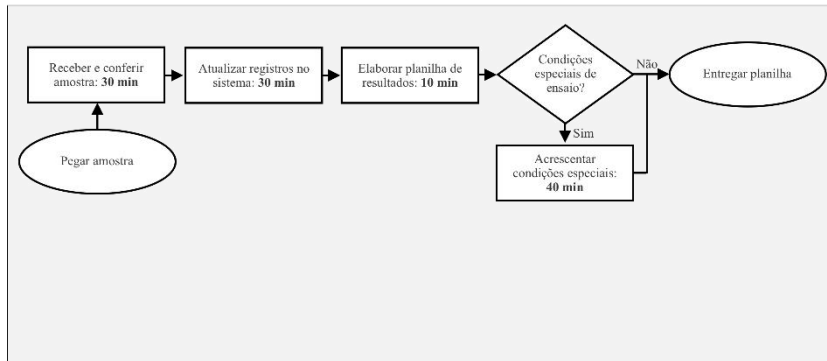 Receber e conferir
amostra: 30 min
Atualizar registros no
sistema: 30 min
Elaborar planilha de
resultados: 10 min
Condições
especiais de
ensaio?
Não
Entregar planilha
Sim
Pegar amostra
Acrescentar
condições especiais:
40 min